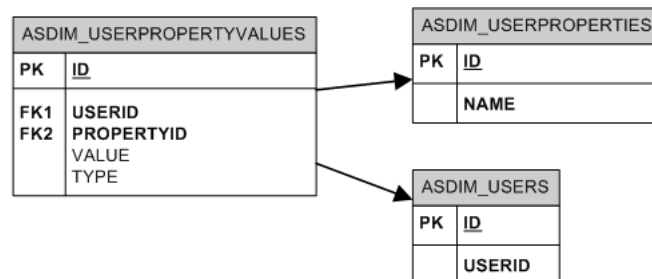 ASDIM_USERPROPERTYVALUES
PK ID
FK1 USERID
FK2 PROPERTYID
VALUE
TYPE
ASDIM_USERPROPERTIES
PK ID
NAME
ASDIM_USERS
PK ID
USERID